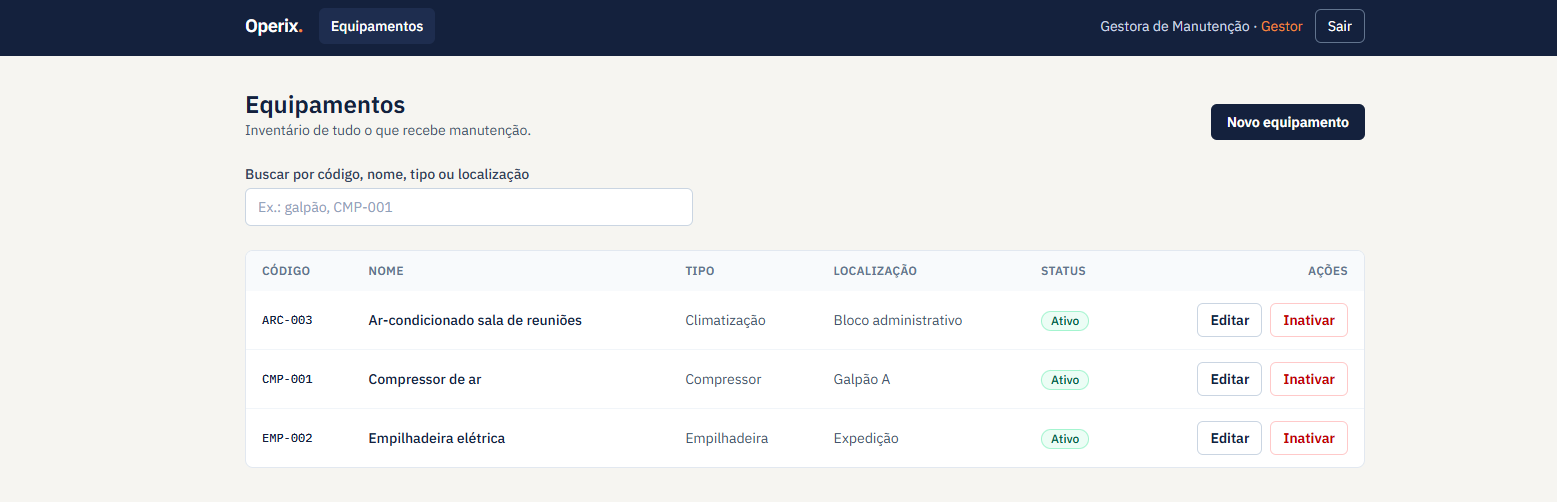 Operix. Equipamentos Gestora de Manutenção · Gestor Sair
Equipamentos
Inventário de tudo o que recebe manutenção.
Novo equipamento
Buscar por código, nome, tipo ou localização
Ex.: galpão, CMP-001
CÓDIGO NOME TIPO LOCALIZAÇÃO STATUS AÇÕES
ARC-003 Ar-condicionado sala de reuniões Climatização Bloco administrativo Ativo Editar Inativar
CMP-001 Compressor de ar Compressor Galpão A Ativo Editar Inativar
EMP-002 Empilhadeira elétrica Empilhadeira Expedição Ativo Editar Inativar